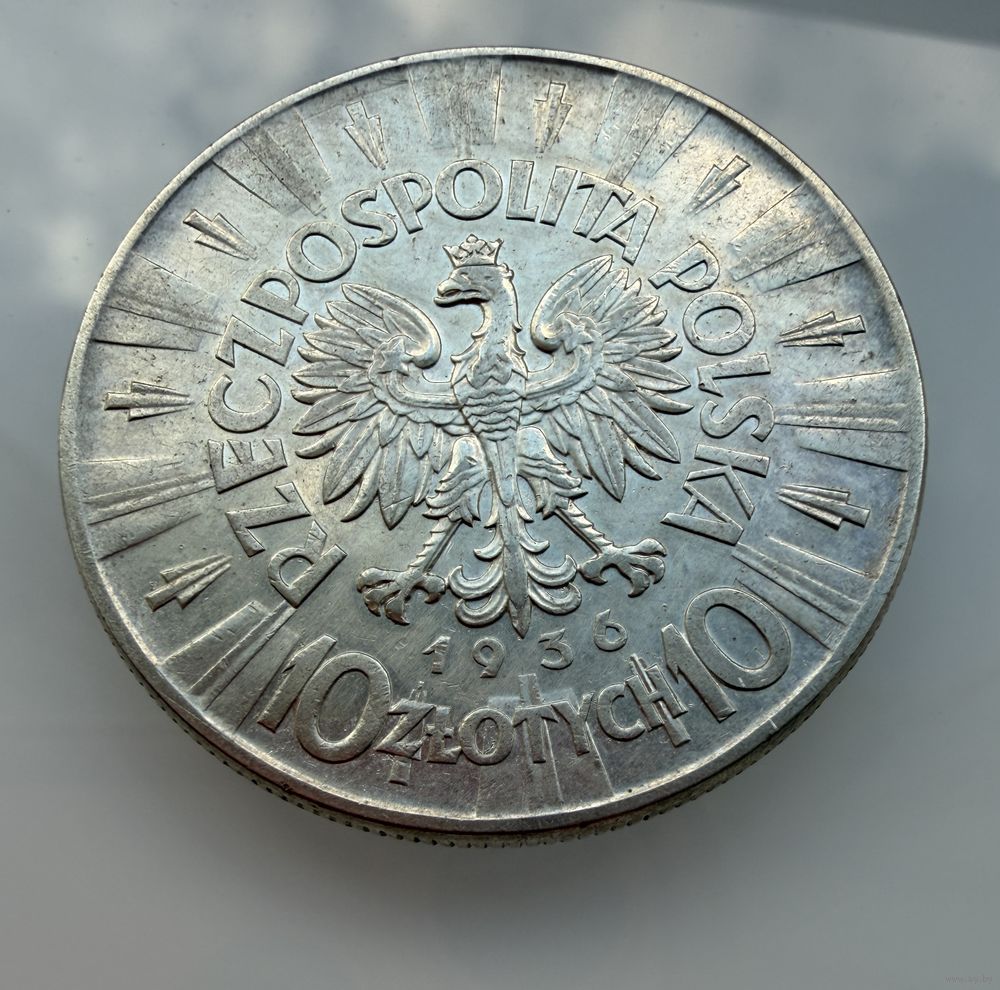 RZECZPOSPOLITA POLSKA
1936
10 ZŁOTYCH 10